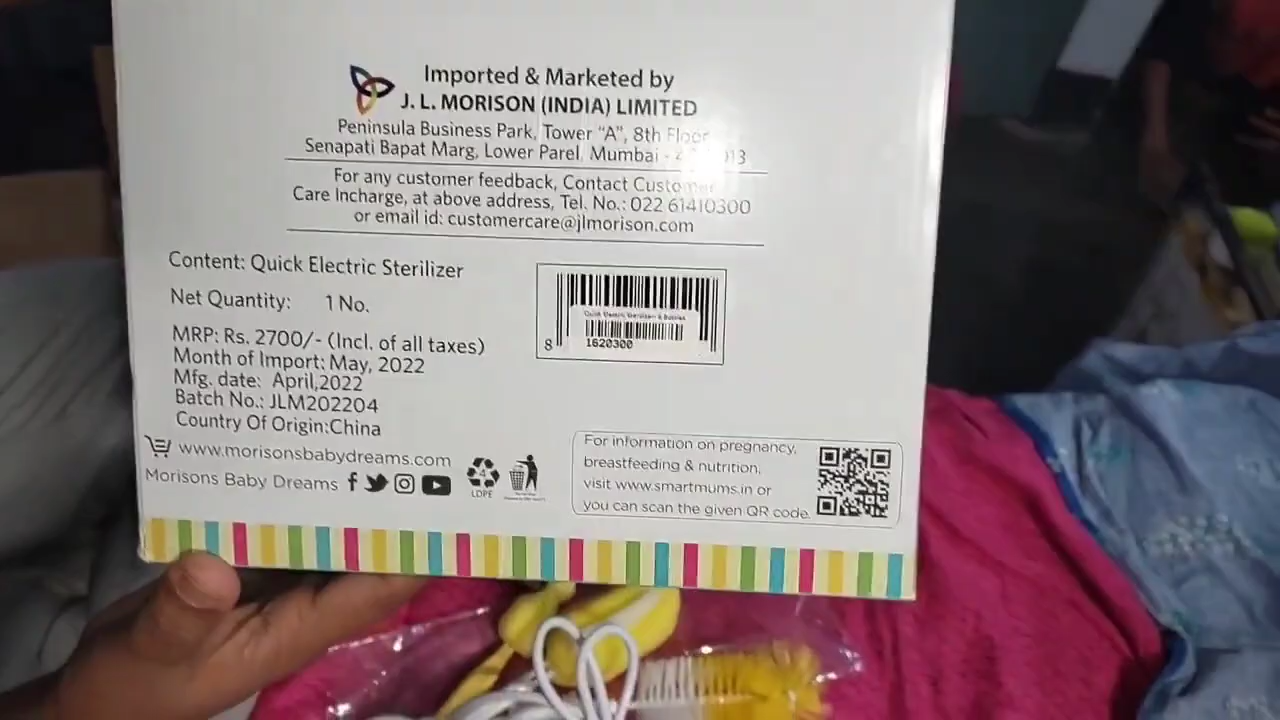 Imported & Marketed by
J. L. MORISON (INDIA) LIMITED
Peninsula Business Park, Tower "A", 8th Floor
Senapati Bapat Marg, Lower Parel, Mumbai -
For any customer feedback, Contact Customer
Care Incharge, at above address, Tel. No.: 022 61410300
or email id: customercare@jlmorison.com
Content: Quick Electric Sterilizer
Net Quantity: 1 No.
MRP: Rs. 2700/- (Incl. of all taxes)
Month of Import: May, 2022
Mfg. date: April,2022
Batch No.: JLM202204
Country Of Origin:China
8
1620300
www.morisonsbabydreams.com
Morisons Baby Dreams
4
LDPE
For information on pregnancy,
breastfeeding & nutrition,
visit www.smartmums.in or
you can scan the given QR code.